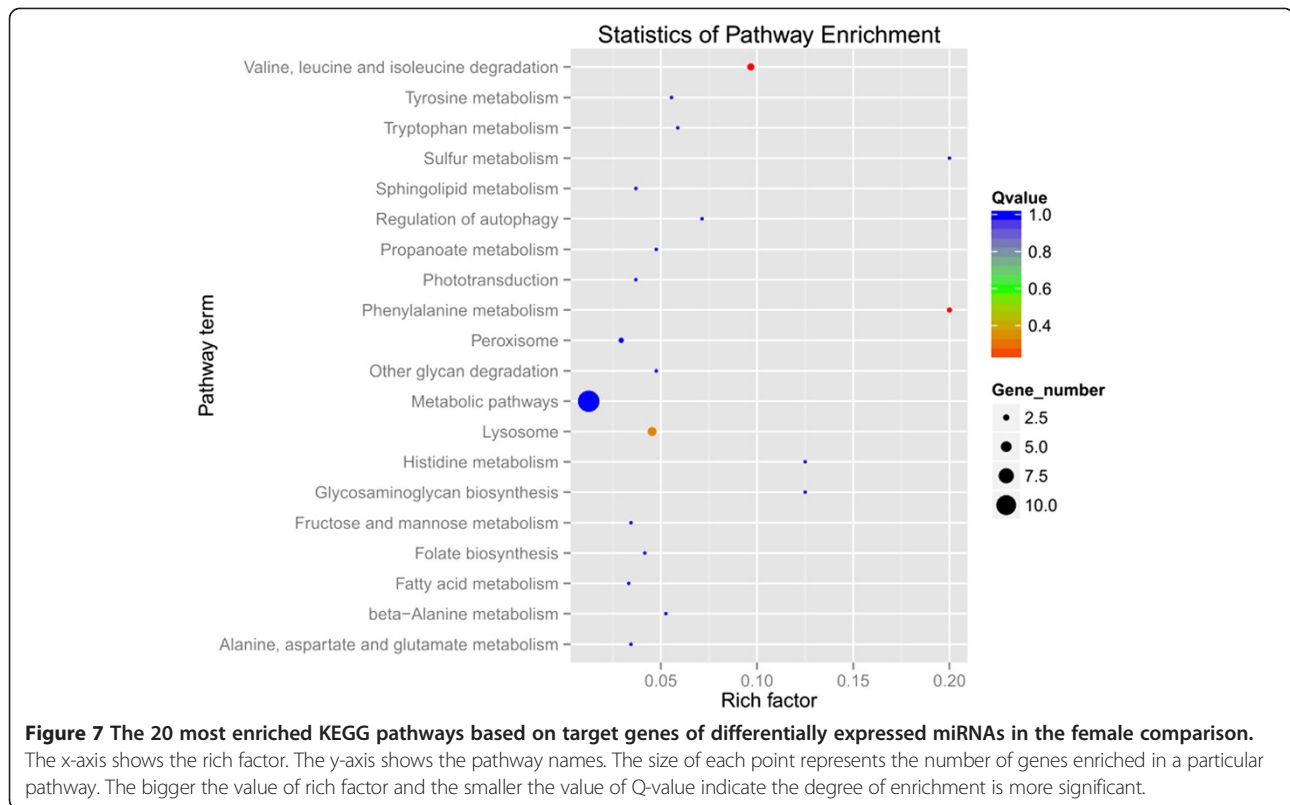 Statistics of Pathway Enrichment
Valine, leucine and isoleucine degradation
Tyrosine metabolism
Tryptophan metabolism
Sulfur metabolism
Sphingolipid metabolism
Regulation of autophagy
Propanoate metabolism
Phototransduction
Phenylalanine metabolism
Peroxisome
Other glycan degradation
Metabolic pathways
Lysosome
Histidine metabolism
Glycosaminoglycan biosynthesis
Fructose and mannose metabolism
Folate biosynthesis
Fatty acid metabolism
beta−Alanine metabolism
Alanine, aspartate and glutamate metabolism
Pathway term
0.05 0.10 0.15 0.20
Rich factor
Qvalue
1.0
0.8
0.6
0.4
Gene_number
2.5
5.0
7.5
10.0
Figure 7 The 20 most enriched KEGG pathways based on target genes of differentially expressed miRNAs in the female comparison.
The x-axis shows the rich factor. The y-axis shows the pathway names. The size of each point represents the number of genes enriched in a particular
pathway. The bigger the value of rich factor and the smaller the value of Q-value indicate the degree of enrichment is more significant.